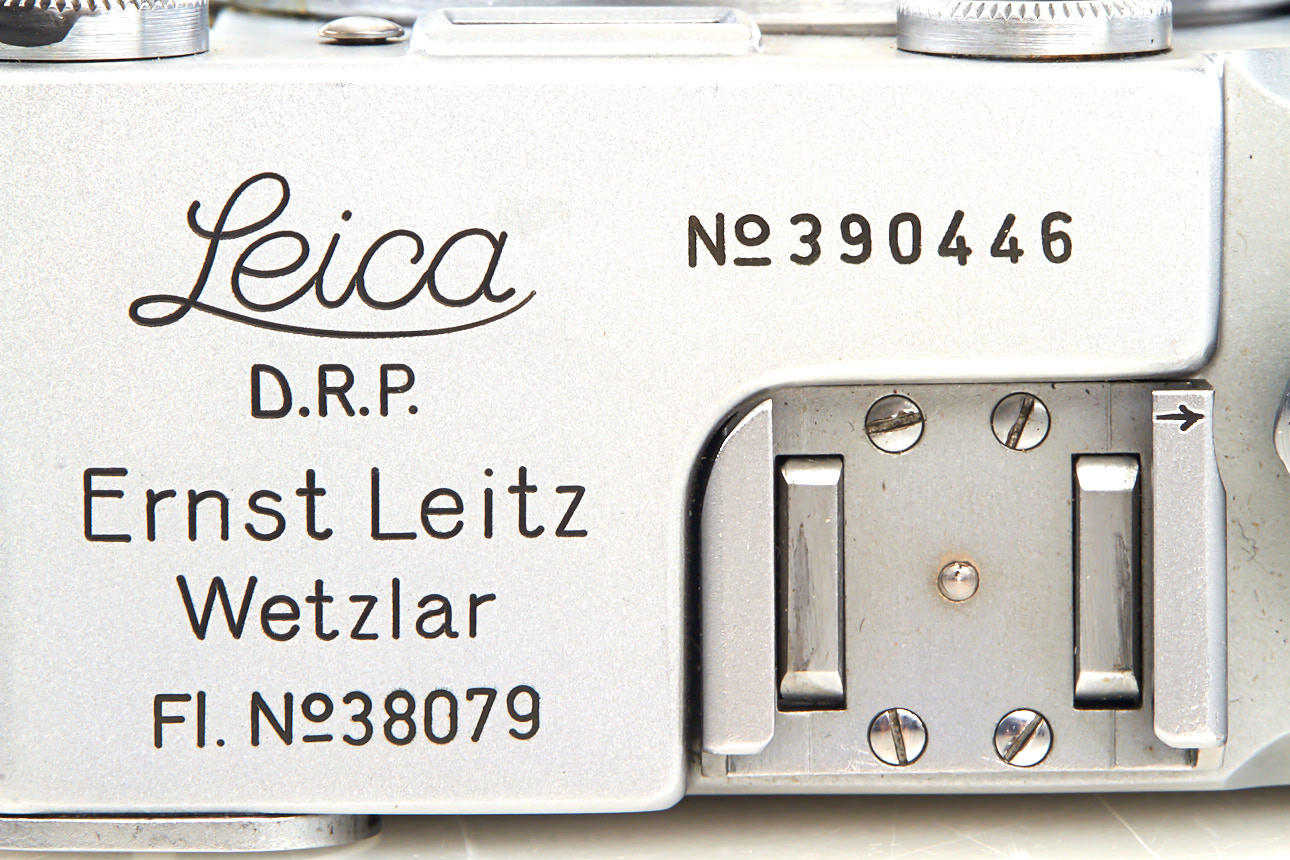 Leica
D.R.P.
Ernst Leitz
Wetzlar
Fl. Nº38079
Nº390446